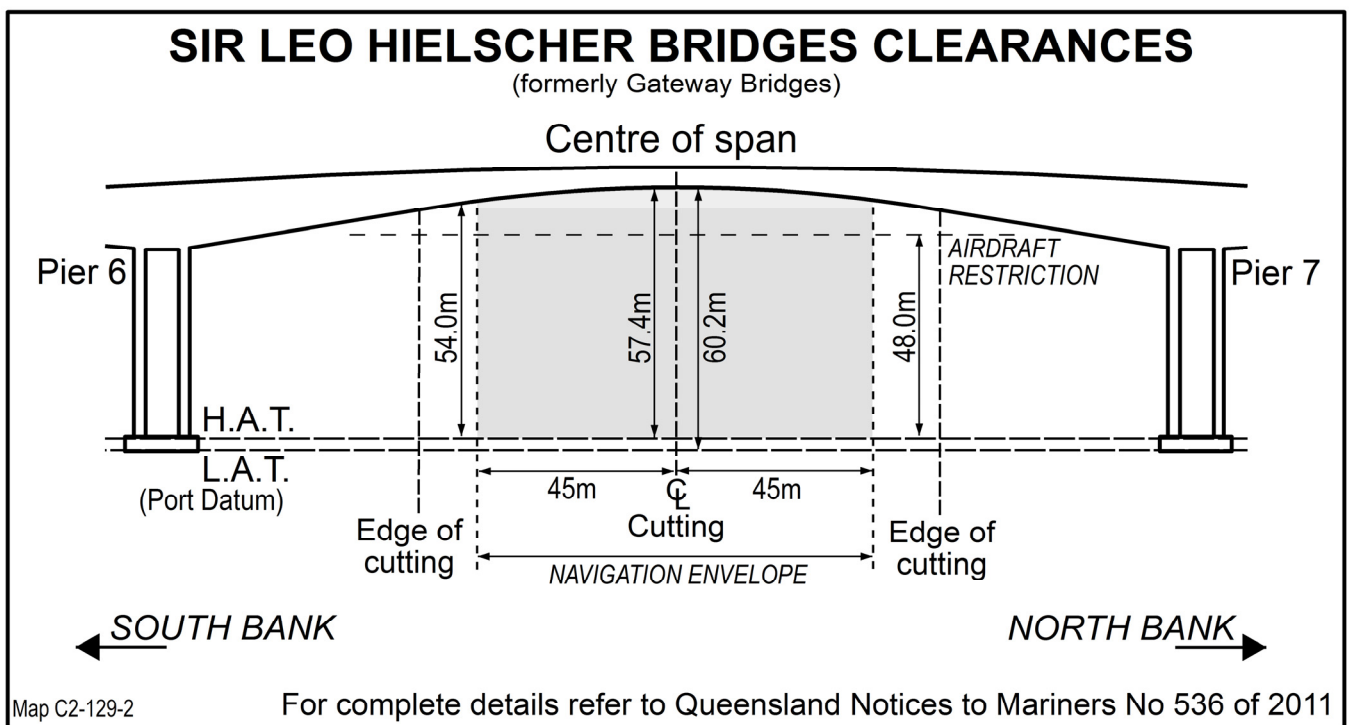 SIR LEO HIELSCHER BRIDGES CLEARANCES
(formerly Gateway Bridges)
Centre of span
Pier 6
Pier 7
AIRDRAFT
RESTRICTION
54.0m
57.4m
60.2m
48.0m
H.A.T.
L.A.T.
(Port Datum)
45m
45m
CL
Cutting
Edge of
cutting
Edge of
cutting
NAVIGATION ENVELOPE
SOUTH BANK
NORTH BANK
Map C2-129-2
For complete details refer to Queensland Notices to Mariners No 536 of 2011